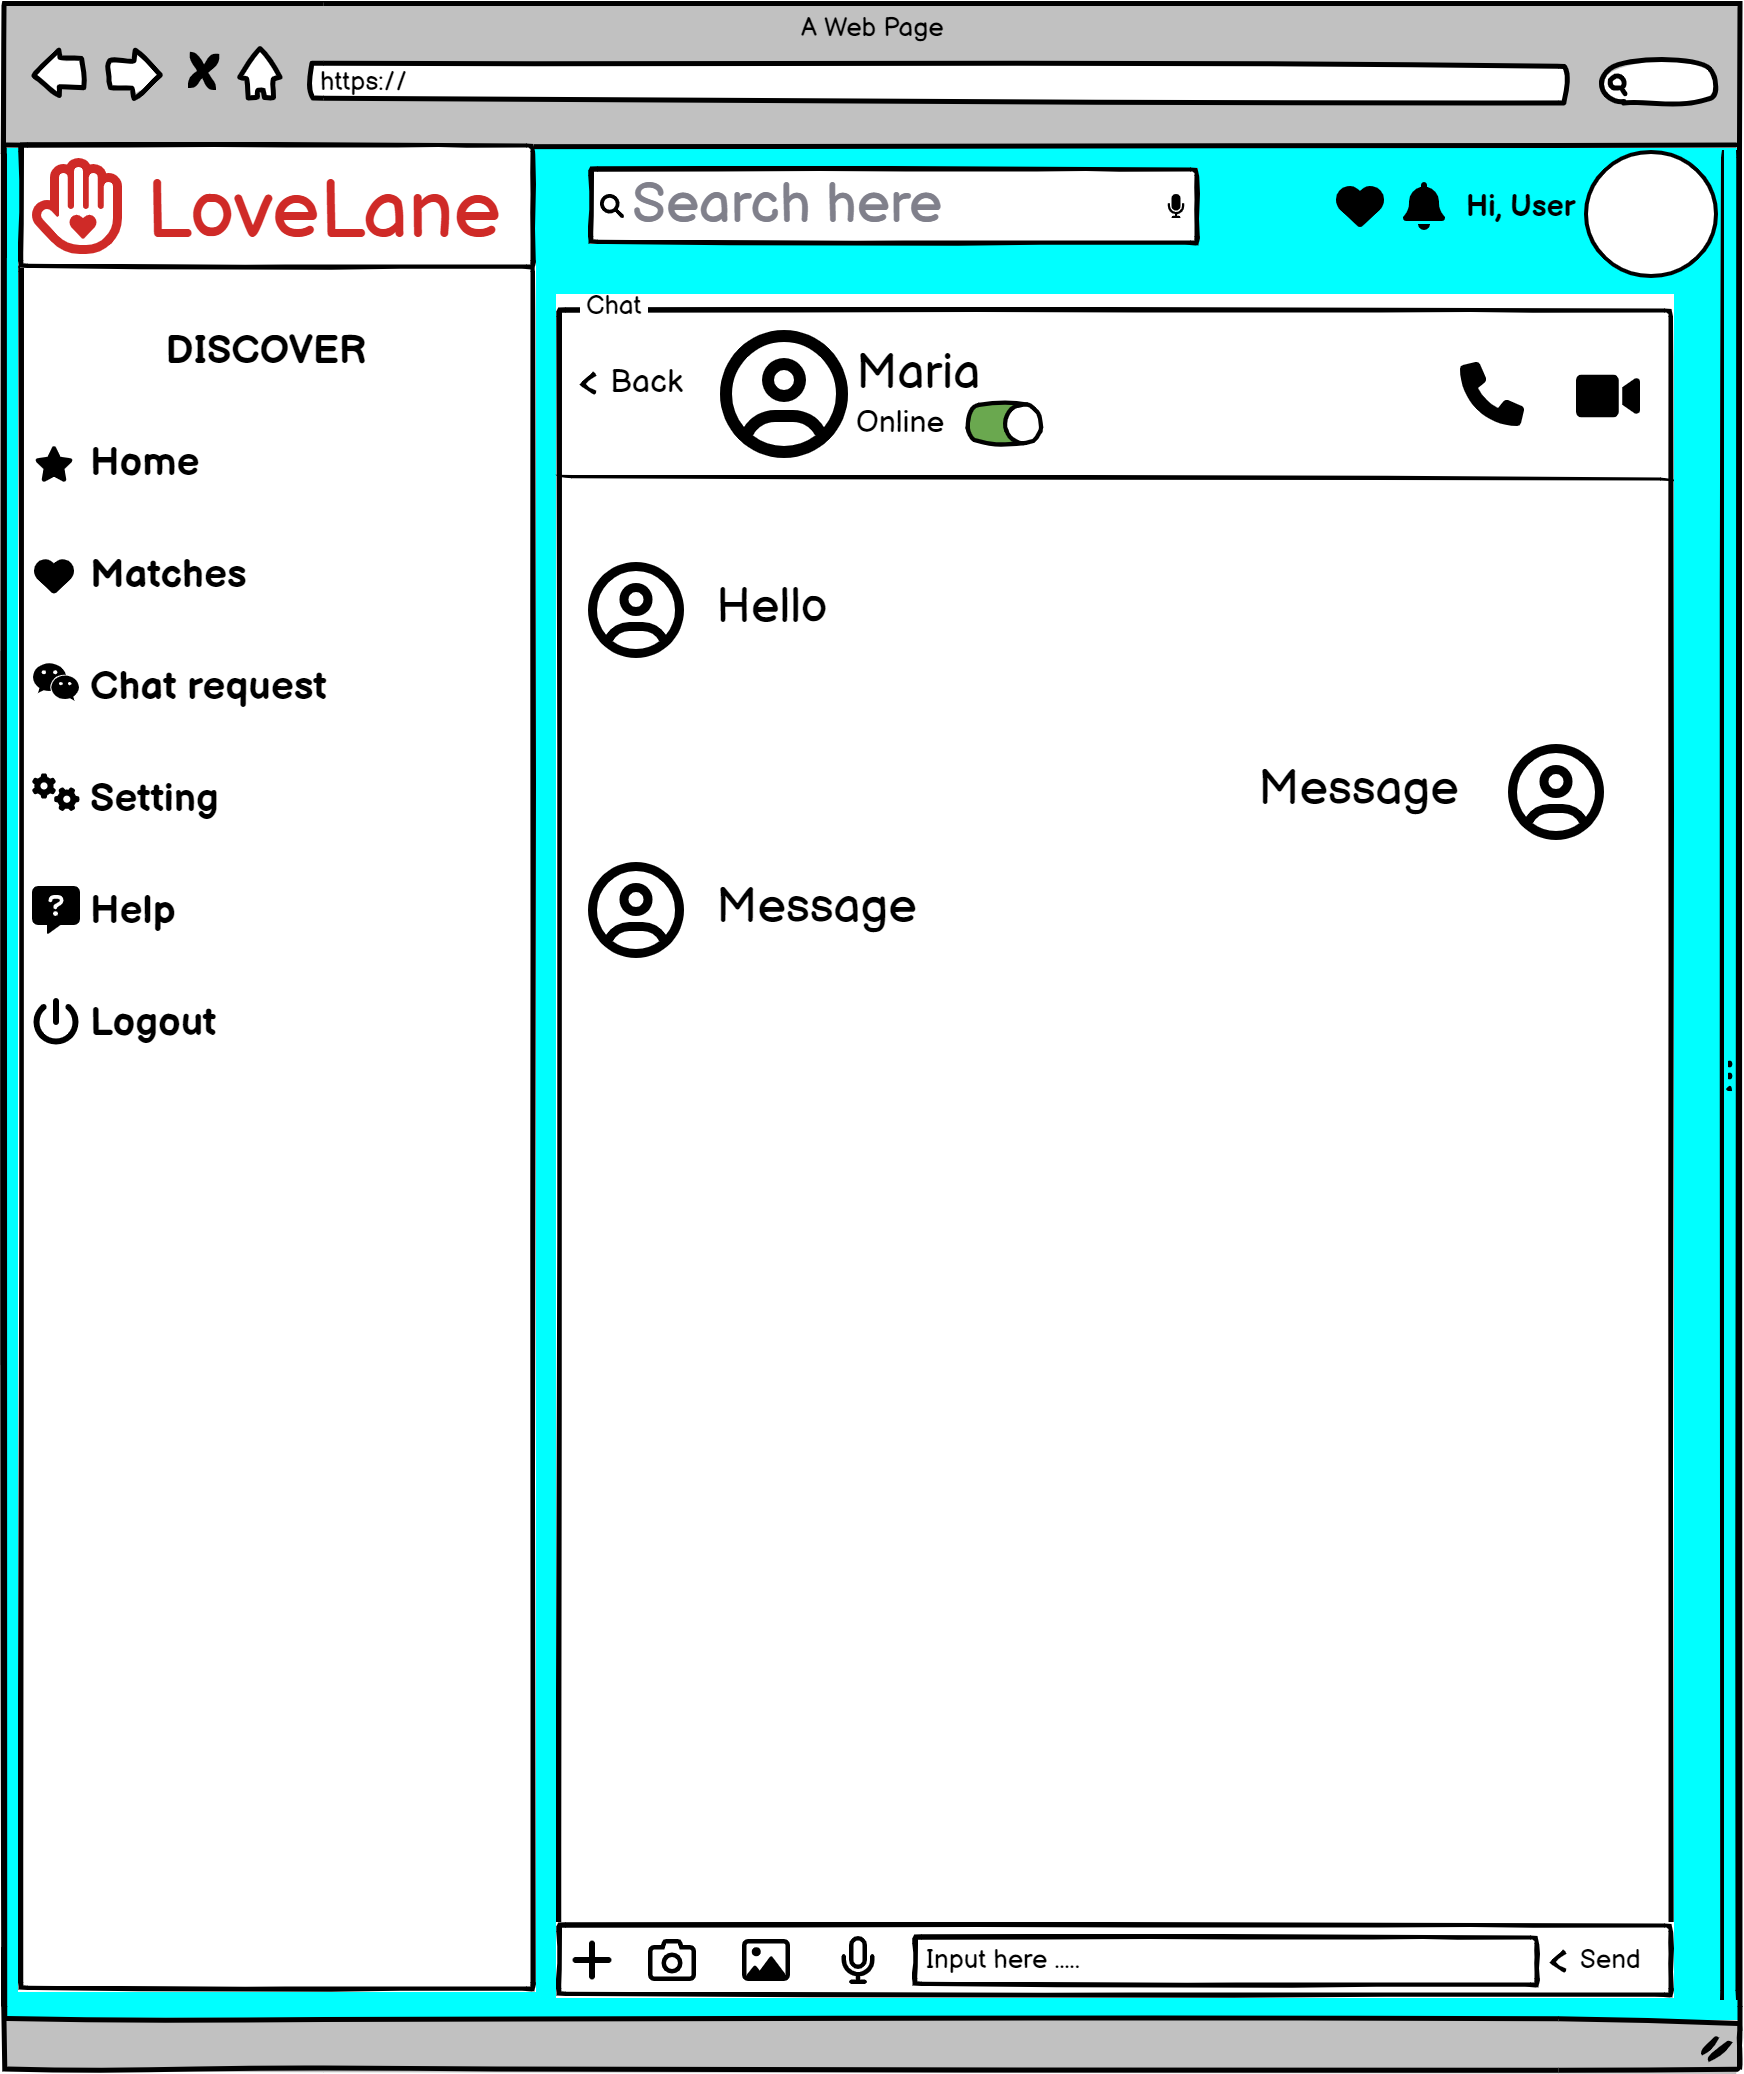 A Web Page
https://
LoveLane
Search here
Hi, User
DISCOVER
Home
Matches
Chat request
Setting
? Help
Logout
Chat
Back
Maria
Online
Hello
Message
Message
Input here .....
Send